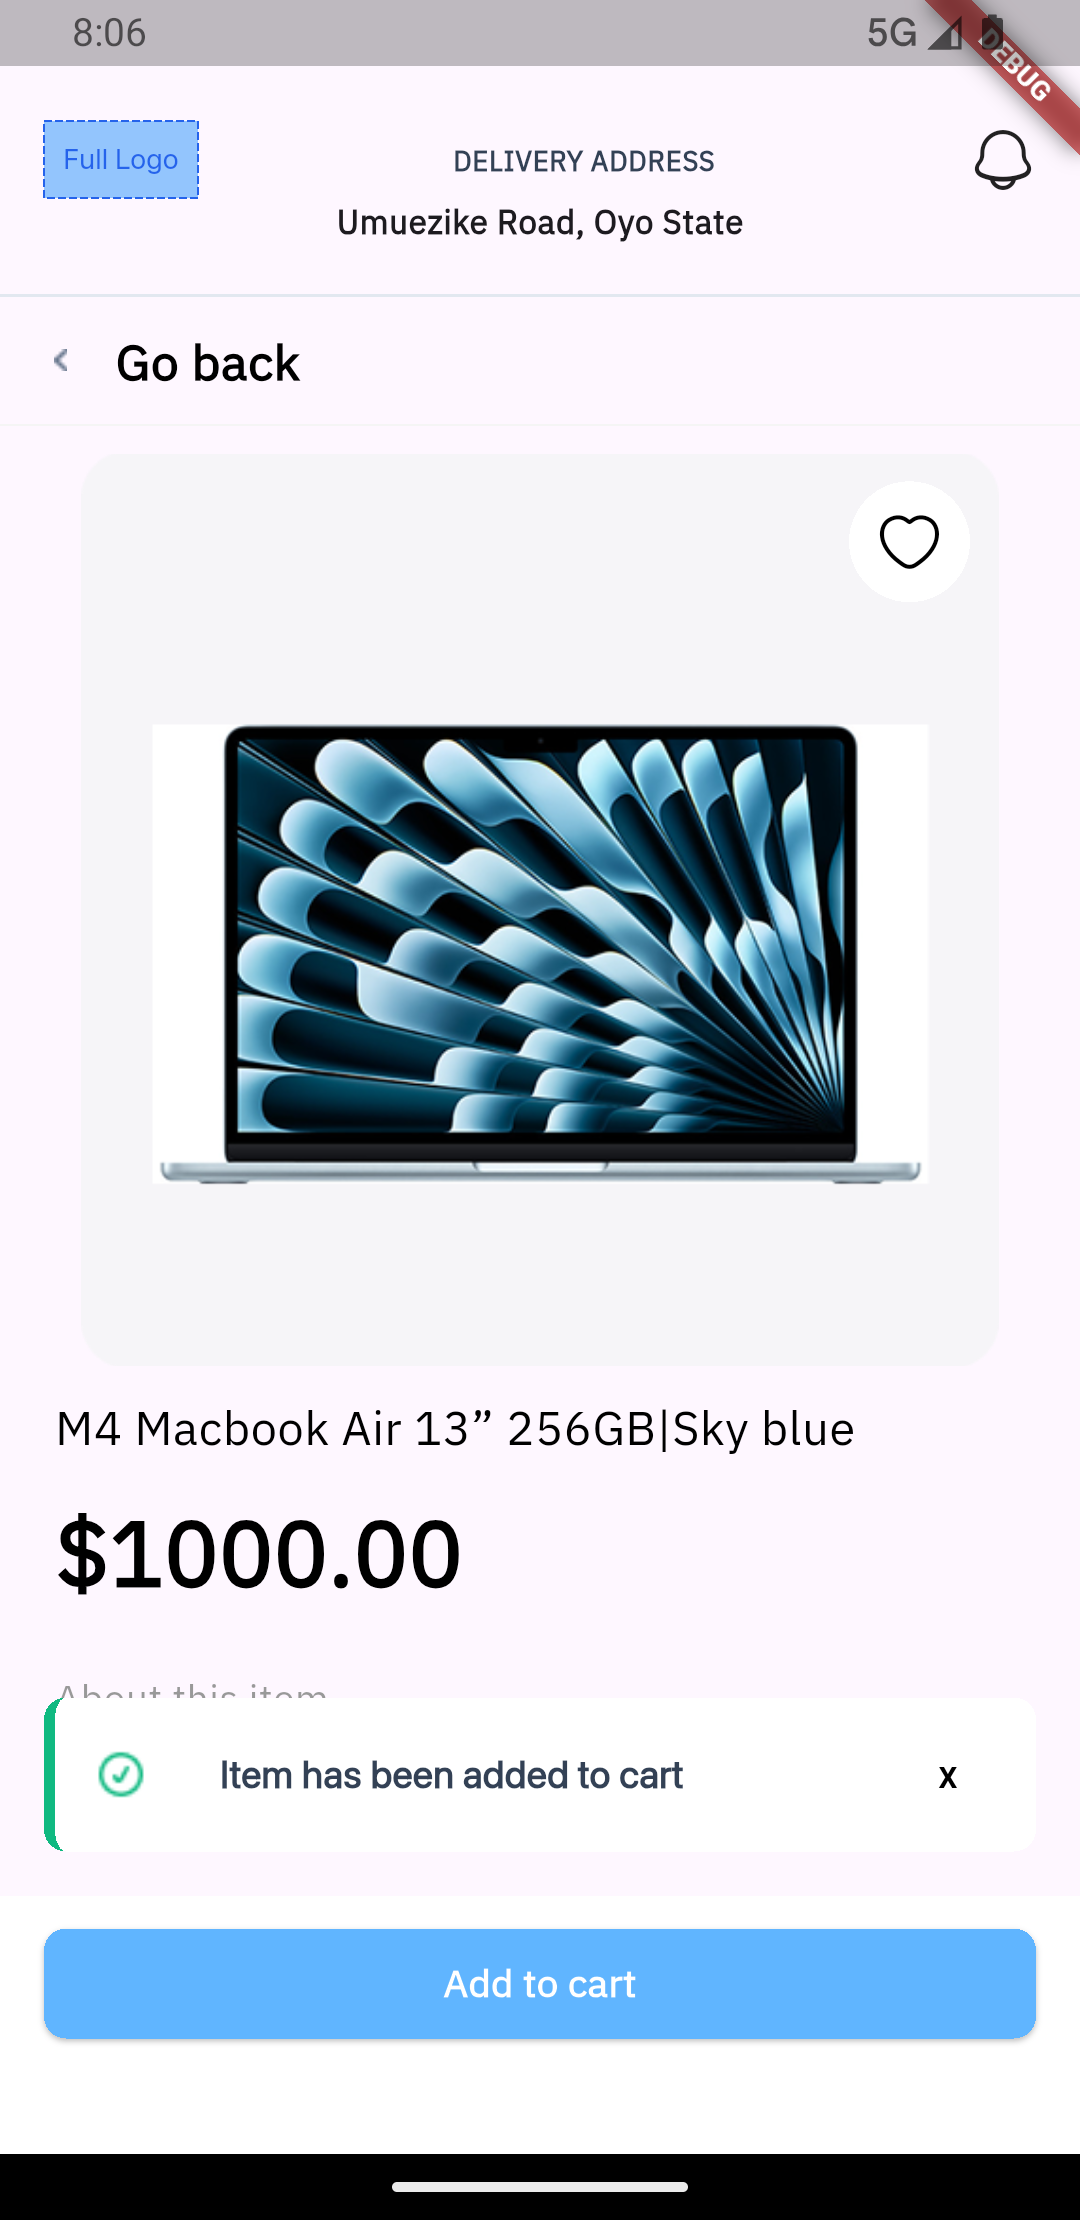 8:06
5G
DEBUG
Full Logo
DELIVERY ADDRESS
Umuezike Road, Oyo State
Go back
M4 Macbook Air 13” 256GB|Sky blue
$1000.00
About this item
Item has been added to cart
x
Add to cart